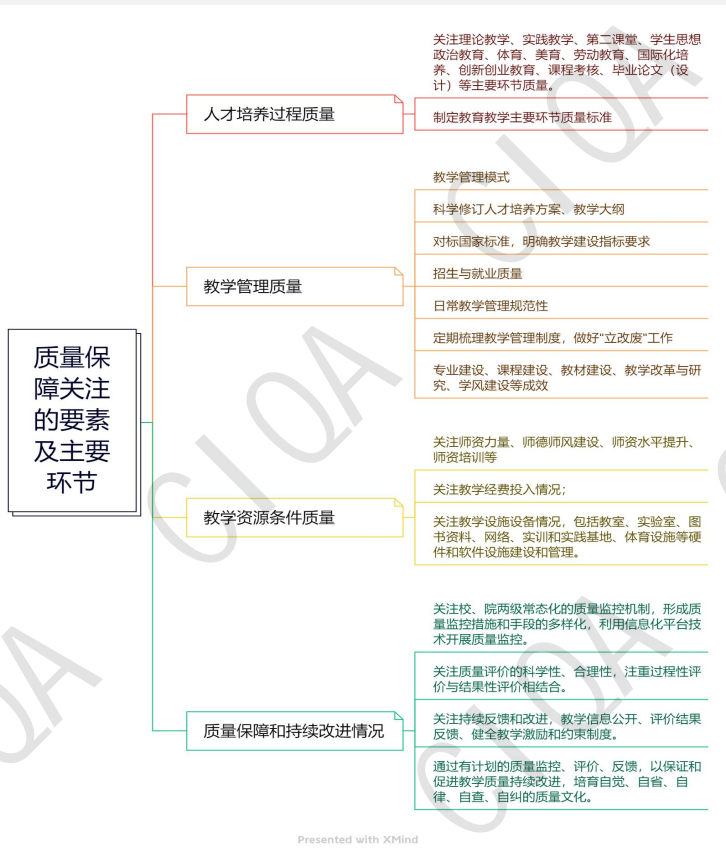 关注理论教学、实践教学、第二课堂、学生思想
政治教育、体育、美育、劳动教育、国际化培
养、创新创业教育、课程考核、毕业论文（设
计）等主要环节质量。
人才培养过程质量
制定教育教学主要环节质量标准
教学管理模式
科学修订人才培养方案、教学大纲
对标国家标准，明确教学建设指标要求
教学管理质量
招生与就业质量
日常教学管理规范性
定期梳理教学管理制度，做好"立改废"工作
专业建设、课程建设、教材建设、教学改革与研
究、学风建设等成效
质量保
障关注
的要素
及主要
环节
关注师资力量、师德师风建设、师资水平提升、
师资培训等
关注教学经费投入情况；
教学资源条件质量
关注教学设施设备情况，包括教室、实验室、图
书资料、网络、实训和实践基地、体育设施等硬
件和软件设施建设和管理。
关注校、院两级常态化的质量监控机制，形成质
量监控措施和手段的多样化，利用信息化平台技
术开展质量监控。
关注质量评价的科学性、合理性，注重过程性评
价与结果性评价相结合。
质量保障和持续改进情况
关注持续反馈和改进，教学信息公开、评价结果
反馈、健全教学激励和约束制度。
通过有计划的质量监控、评价、反馈，以保证和
促进教学质量持续改进，培育自觉、自省、自
律、自查、自纠的质量文化。
CIQA
CIQA
CIQA
QA
Presented with XMind